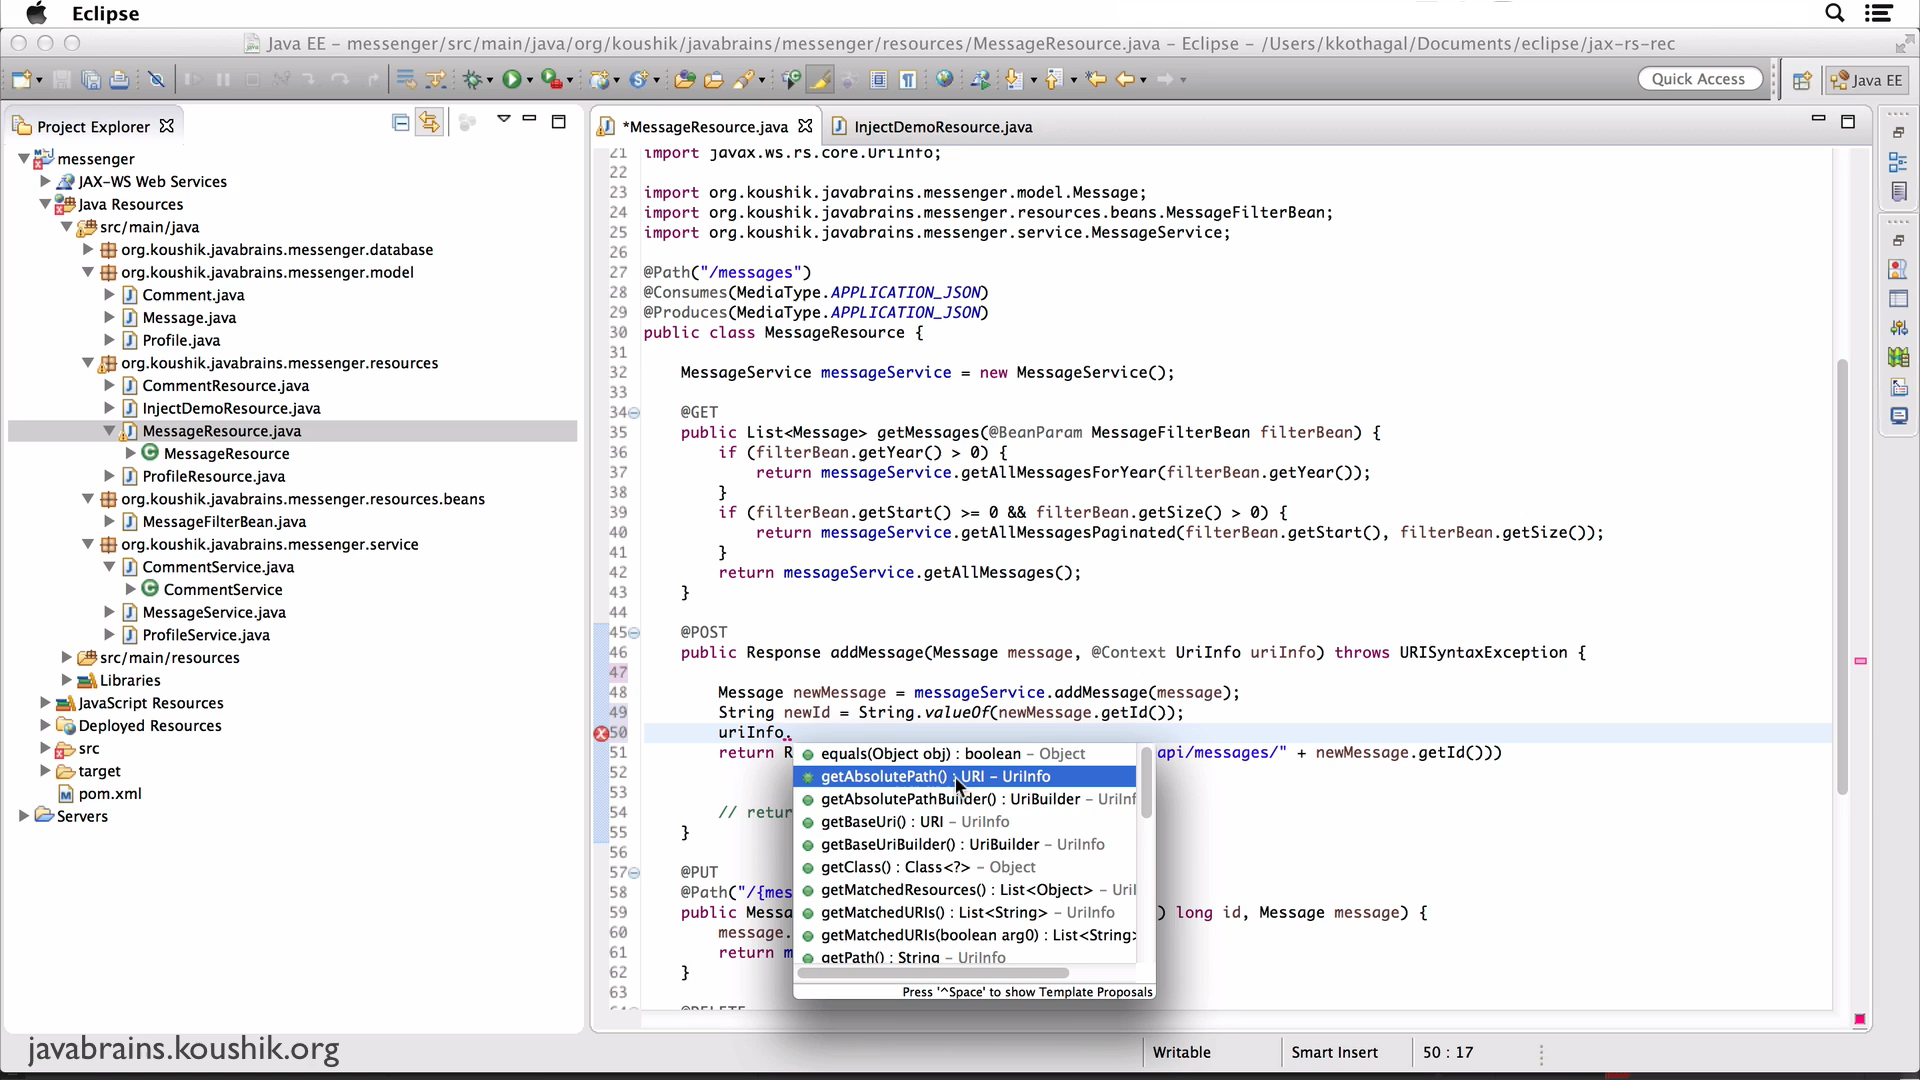 Eclipse
Java EE – messenger/src/main/java/org/koushik/javabrains/messenger/resources/MessageResource.java – Eclipse – /Users/kkothagal/Documents/eclipse/jax-rs-rec
Quick Access
Java EE
Project Explorer
messenger
JAX-WS Web Services
Java Resources
src/main/java
org.koushik.javabrains.messenger.database
org.koushik.javabrains.messenger.model
Comment.java
Message.java
Profile.java
org.koushik.javabrains.messenger.resources
CommentResource.java
InjectDemoResource.java
MessageResource.java
MessageResource
ProfileResource.java
org.koushik.javabrains.messenger.resources.beans
MessageFilterBean.java
org.koushik.javabrains.messenger.service
CommentService.java
CommentService
MessageService.java
ProfileService.java
src/main/resources
Libraries
JavaScript Resources
Deployed Resources
src
target
pom.xml
Servers
javabrains.koushik.org
*MessageResource.java
InjectDemoResource.java
21 import javax.ws.rs.core.UriInfo;
22
23 import org.koushik.javabrains.messenger.model.Message;
24 import org.koushik.javabrains.messenger.resources.beans.MessageFilterBean;
25 import org.koushik.javabrains.messenger.service.MessageService;
26
27 @Path("/messages")
28 @Consumes(MediaType.APPLICATION_JSON)
29 @Produces(MediaType.APPLICATION_JSON)
30 public class MessageResource {
31
32 MessageService messageService = new MessageService();
33
34 @GET
35 public List<Message> getMessages(@BeanParam MessageFilterBean filterBean) {
36 if (filterBean.getYear() > 0) {
37 return messageService.getAllMessagesForYear(filterBean.getYear());
38 }
39 if (filterBean.getStart() >= 0 && filterBean.getSize() > 0) {
40 return messageService.getAllMessagesPaginated(filterBean.getStart(), filterBean.getSize());
41 }
42 return messageService.getAllMessages();
43 }
44
45 @POST
46 public Response addMessage(Message message, @Context UriInfo uriInfo) throws URISyntaxException {
47
48 Message newMessage = messageService.addMessage(message);
49 String newId = String.valueOf(newMessage.getId());
50 uriInfo.
51 return R api/messages/" + newMessage.getId()))
52
53
54 // retur
55 }
56
57 @PUT
58 @Path("/{mes
59 public Messa ) long id, Message message) {
60 message.
61 return m
62 }
63
@DELETE
equals(Object obj) : boolean – Object
getAbsolutePath() : URI – UriInfo
getAbsolutePathBuilder() : UriBuilder – UriInf
getBaseUri() : URI – UriInfo
getBaseUriBuilder() : UriBuilder – UriInfo
getClass() : Class<?> – Object
getMatchedResources() : List<Object> – Uri
getMatchedURIs() : List<String> – UriInfo
getMatchedURIs(boolean arg0) : List<String>
getPath() : String – UriInfo
Press '^Space' to show Template Proposals
Writable
Smart Insert
50 : 17